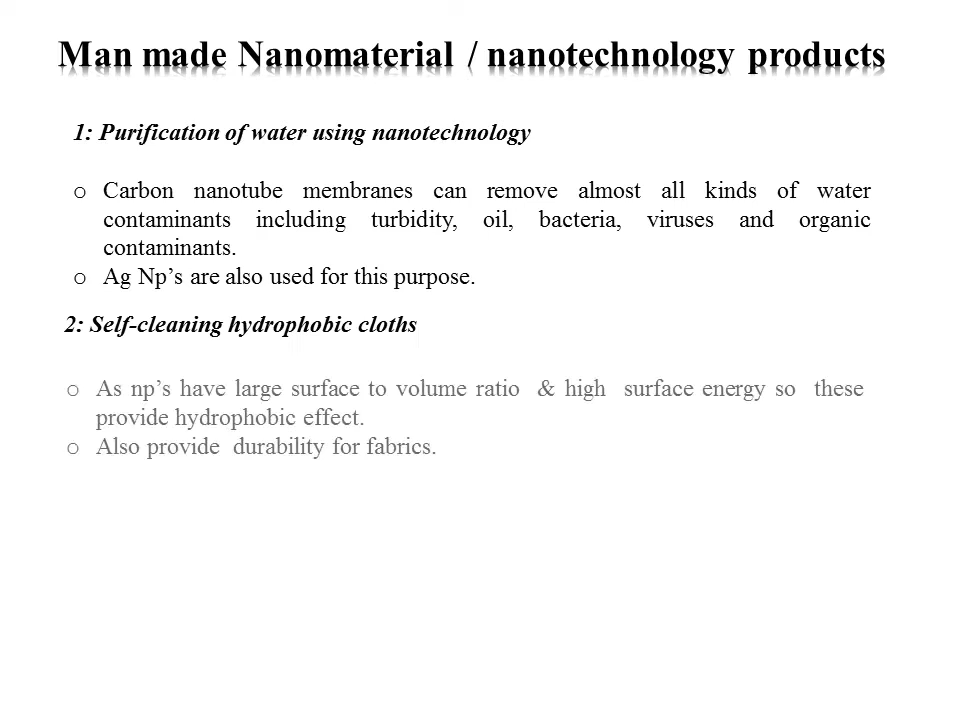 Man made Nanomaterial / nanotechnology products
1: Purification of water using nanotechnology
o Carbon nanotube membranes can remove almost all kinds of water
contaminants including turbidity, oil, bacteria, viruses and organic
contaminants.
o Ag Np’s are also used for this purpose.
2: Self-cleaning hydrophobic cloths
o As np’s have large surface to volume ratio & high surface energy so these
provide hydrophobic effect.
o Also provide durability for fabrics.